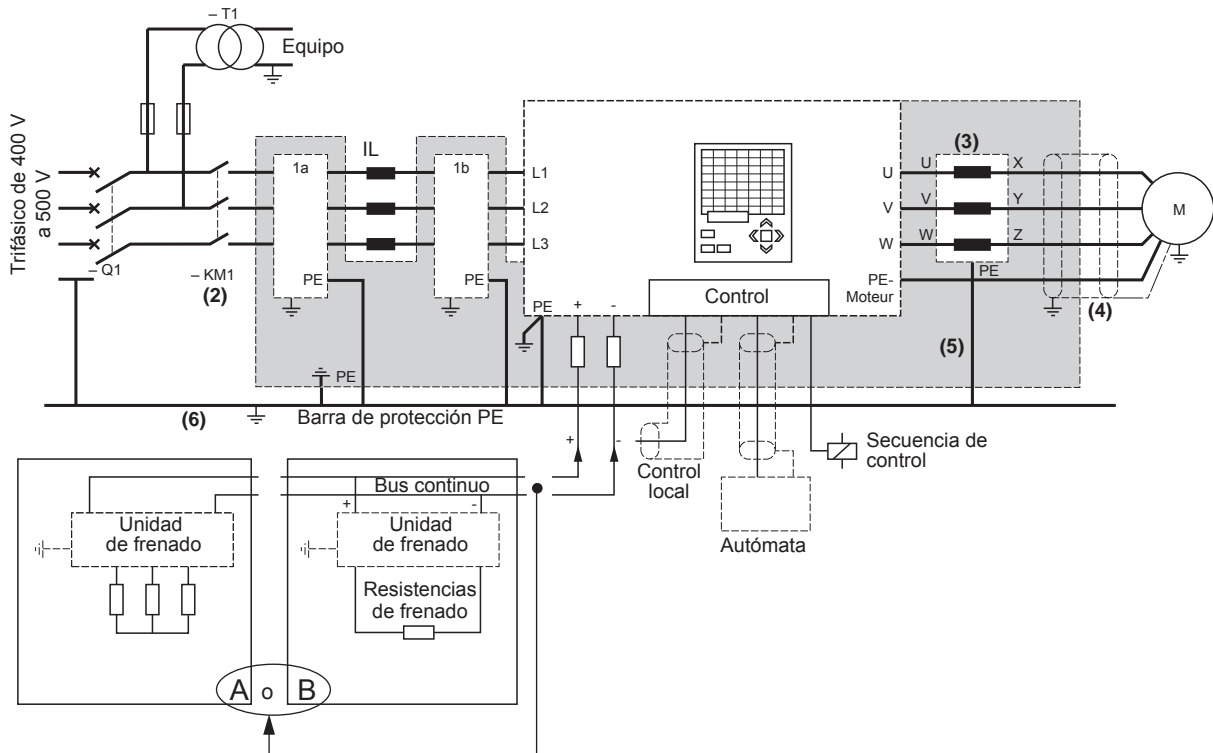 – T1
Equipo
Trifásico de 400 V
a 500 V
– Q1
– KM1
(2)
1a
PE
IL
1b
PE
L1
L2
L3
PE
+
-
Control
U
V
W
PE-
Moteur
(3)
U
X
V
Y
W
Z
PE
M
(4)
(5)
PE
(6)
Barra de protección PE
+
-
Control
local
Autómata
Secuencia de
control
Bus continuo
+
-
Unidad
de frenado
Unidad
de frenado
Resistencias
de frenado
A o B